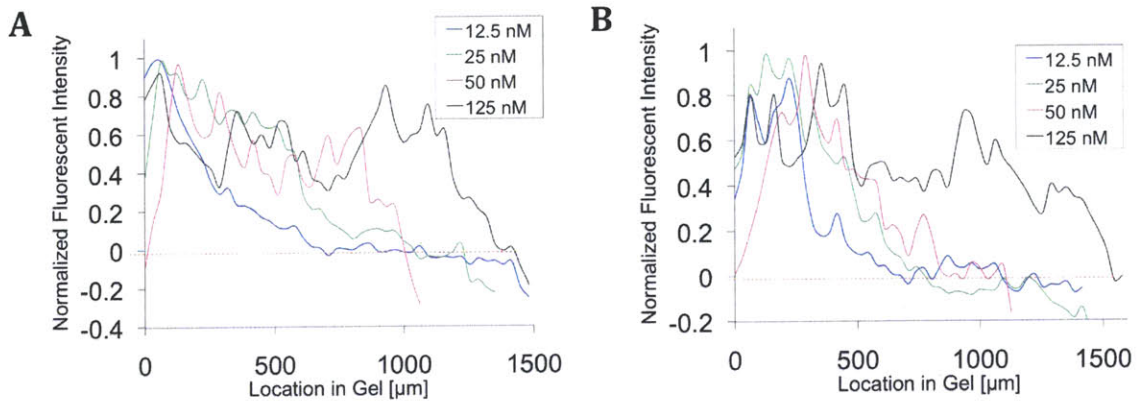 A
Normalized Fluorescent Intensity
1
0.8
0.6
0.4
0.2
0
-0.2
-0.4
0 500 1000 1500
Location in Gel [µm]
12.5 nM
25 nM
50 nM
125 nM
B
Normalized Fluorescent Intensity
1
0.8
0.6
0.4
0.2
0
-0.2
0 500 1000 1500
Location in Gel [µm]
12.5 nM
25 nM
50 nM
125 nM